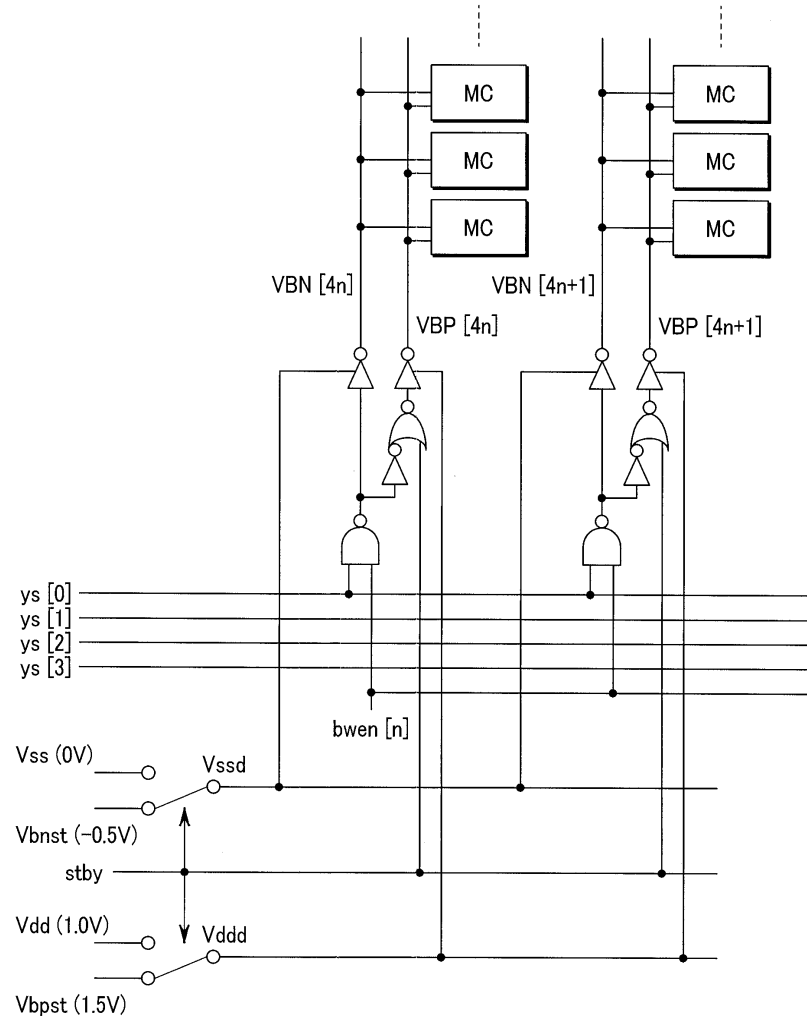 MC MC
MC MC
MC MC
VBN [4n] VBN [4n+1]
VBP [4n] VBP [4n+1]
ys [0]
ys [1]
ys [2]
ys [3]
bwen [n]
Vss (0V)
Vssd
Vbnst (-0.5V)
stby
Vdd (1.0V)
Vddd
Vbpst (1.5V)